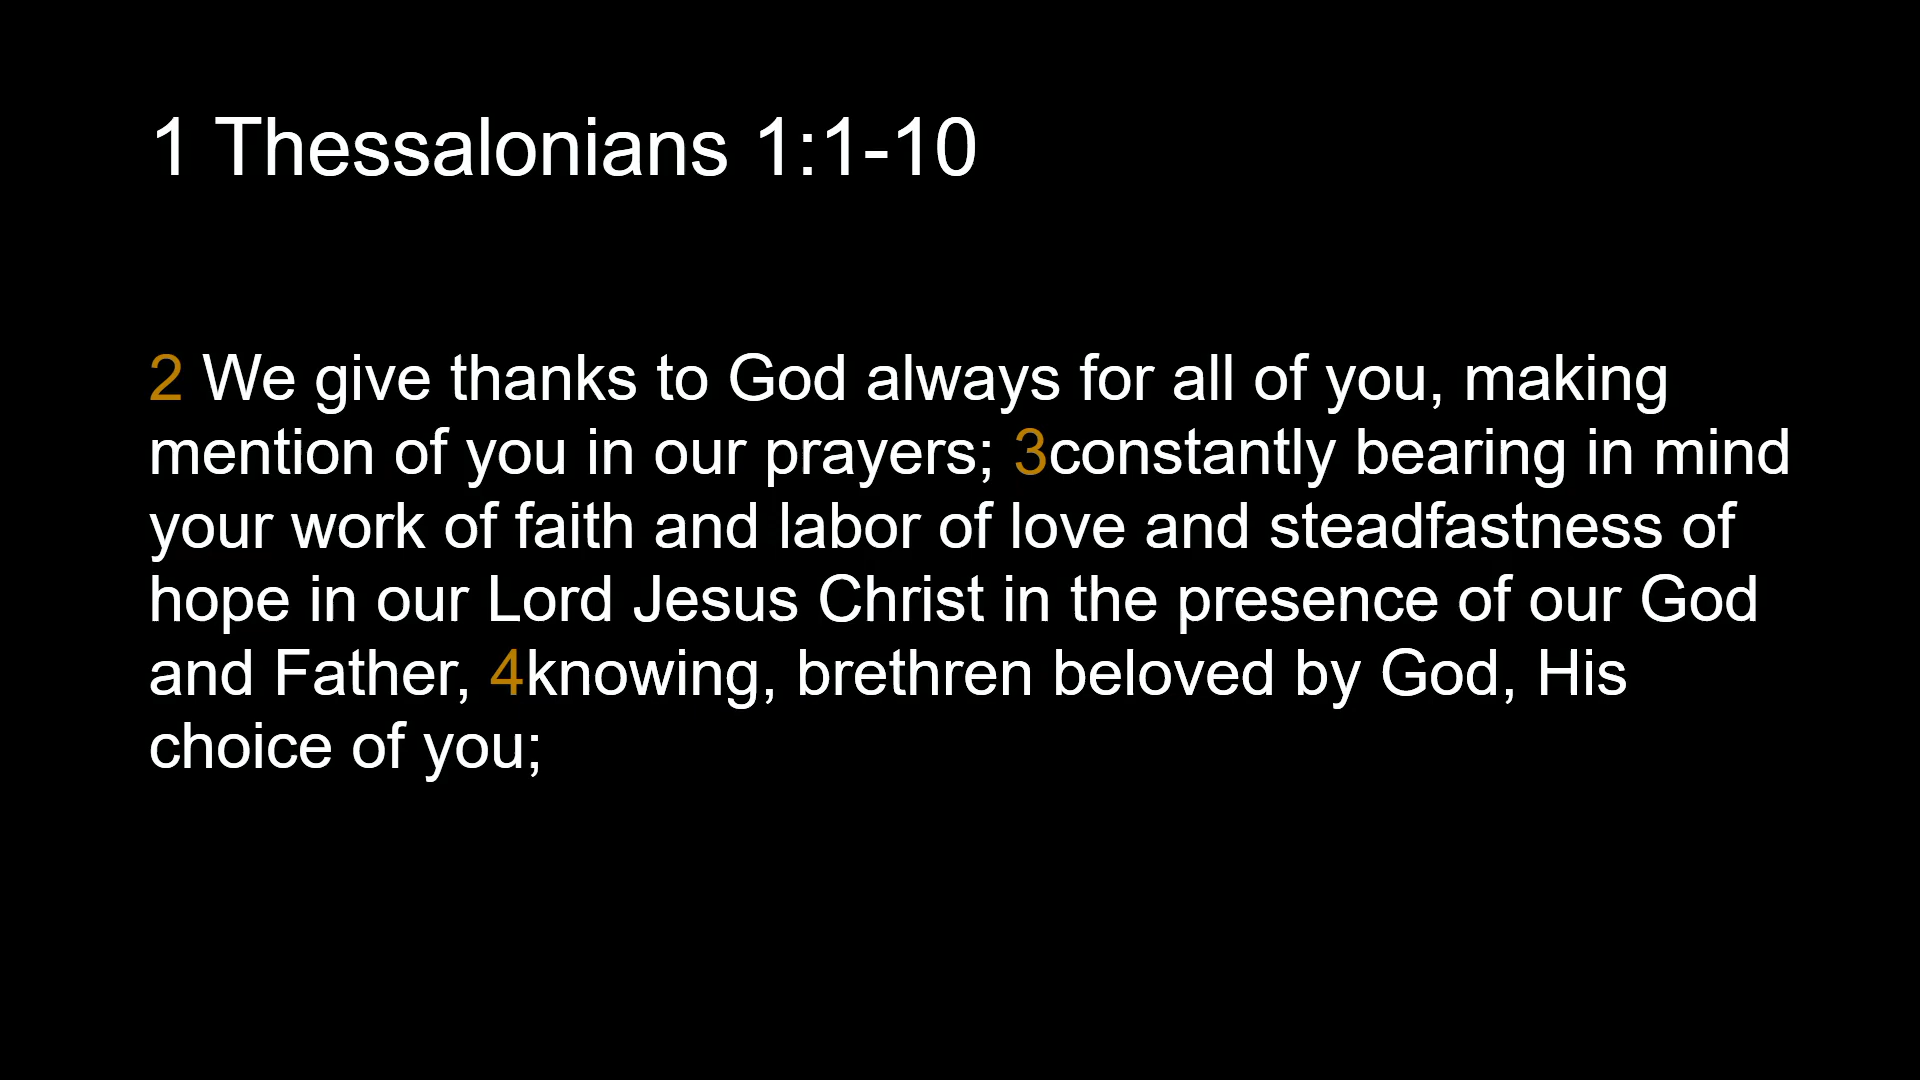 1 Thessalonians 1:1-10
2 We give thanks to God always for all of you, making
mention of you in our prayers; 3constantly bearing in mind
your work of faith and labor of love and steadfastness of
hope in our Lord Jesus Christ in the presence of our God
and Father, 4knowing, brethren beloved by God, His
choice of you;